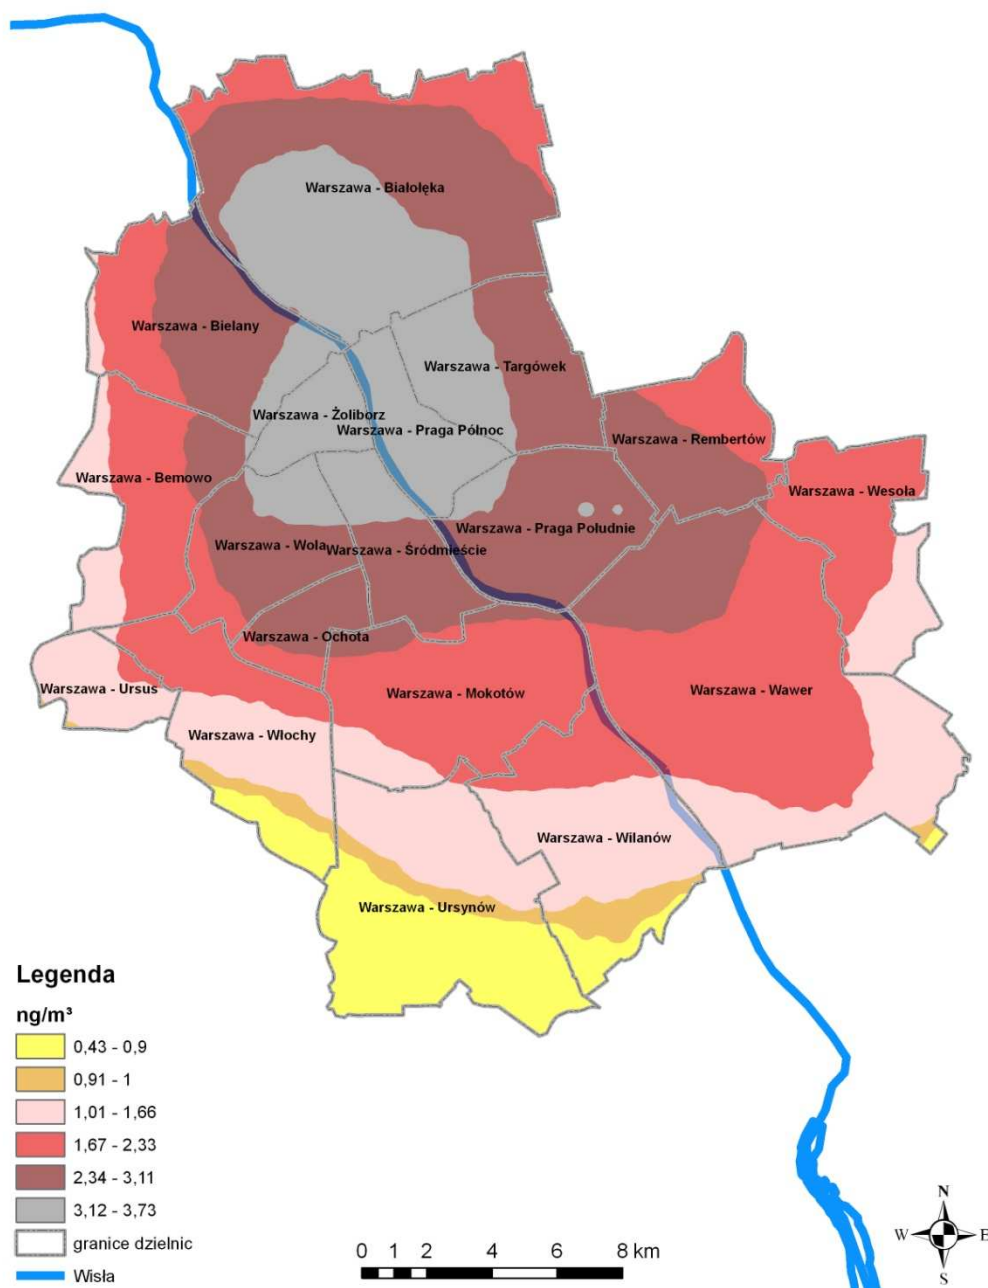 Warszawa - Białołęka
Warszawa - Bielany
Warszawa - Targówek
Warszawa - Żoliborz
Warszawa - Praga Północ
Warszawa - Rembertów
Warszawa - Bemowo
Warszawa - Wesoła
Warszawa - Praga Południe
Warszawa - Wola
Warszawa - Śródmieście
Warszawa - Ochota
Warszawa - Ursus
Warszawa - Mokotów
Warszawa - Wawer
Warszawa - Włochy
Warszawa - Wilanów
Warszawa - Ursynów
Legenda
ng/m³
0,43 - 0,9
0,91 - 1
1,01 - 1,66
1,67 - 2,33
2,34 - 3,11
3,12 - 3,73
granice dzielnic
Wisła
0 1 2 4 6 8 km
N
W E
S